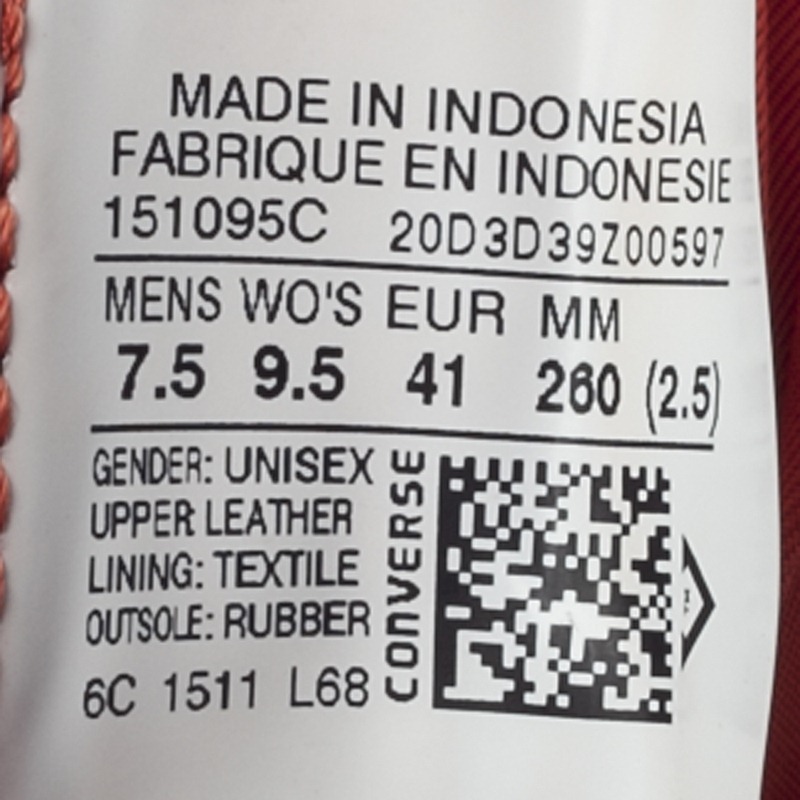 MADE IN INDONESIA
FABRIQUE EN INDONESIE
151095C 20D3D39Z00597
MENS WO'S EUR MM
7.5 9.5 41 260 (2.5)
GENDER: UNISEX
UPPER: LEATHER
LINING: TEXTILE
OUTSOLE: RUBBER
6C 1511 L68
CONVERSE